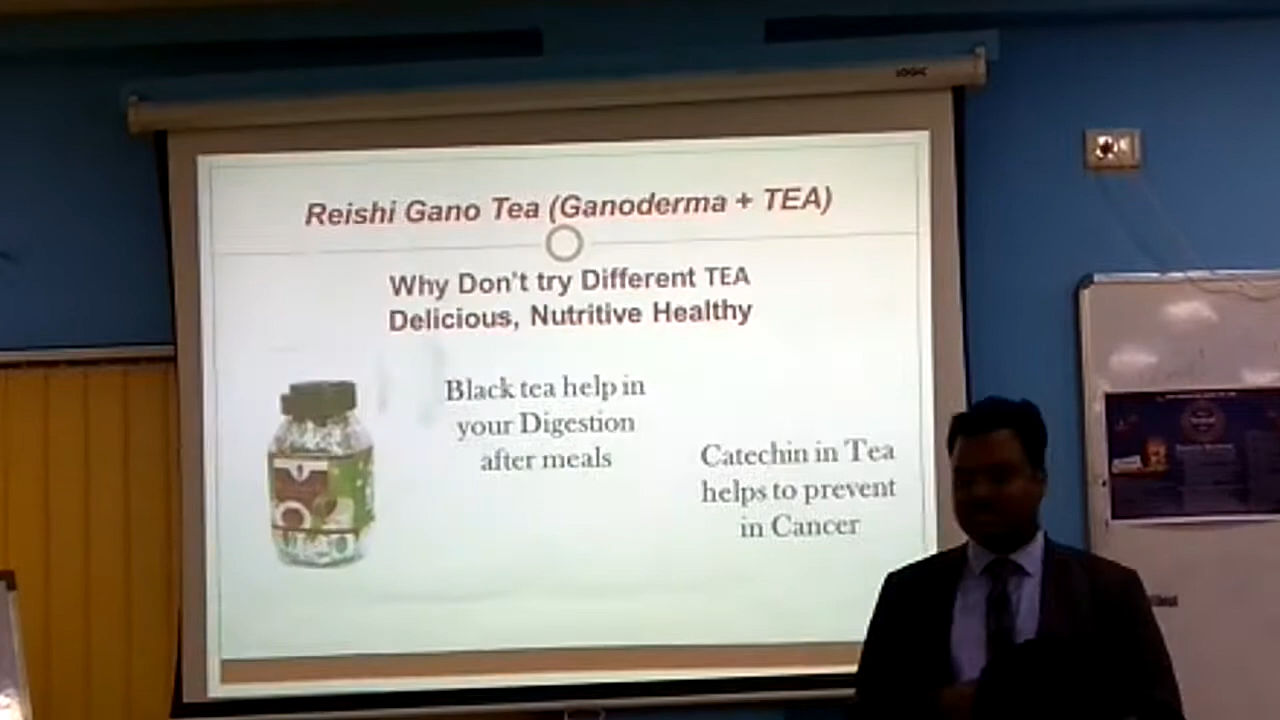 LOGIC
Reishi Gano Tea (Ganoderma + TEA)
Why Don't try Different TEA
Delicious, Nutritive Healthy
Black tea help in
your Digestion
after meals
Catechin in Tea
helps to prevent
in Cancer